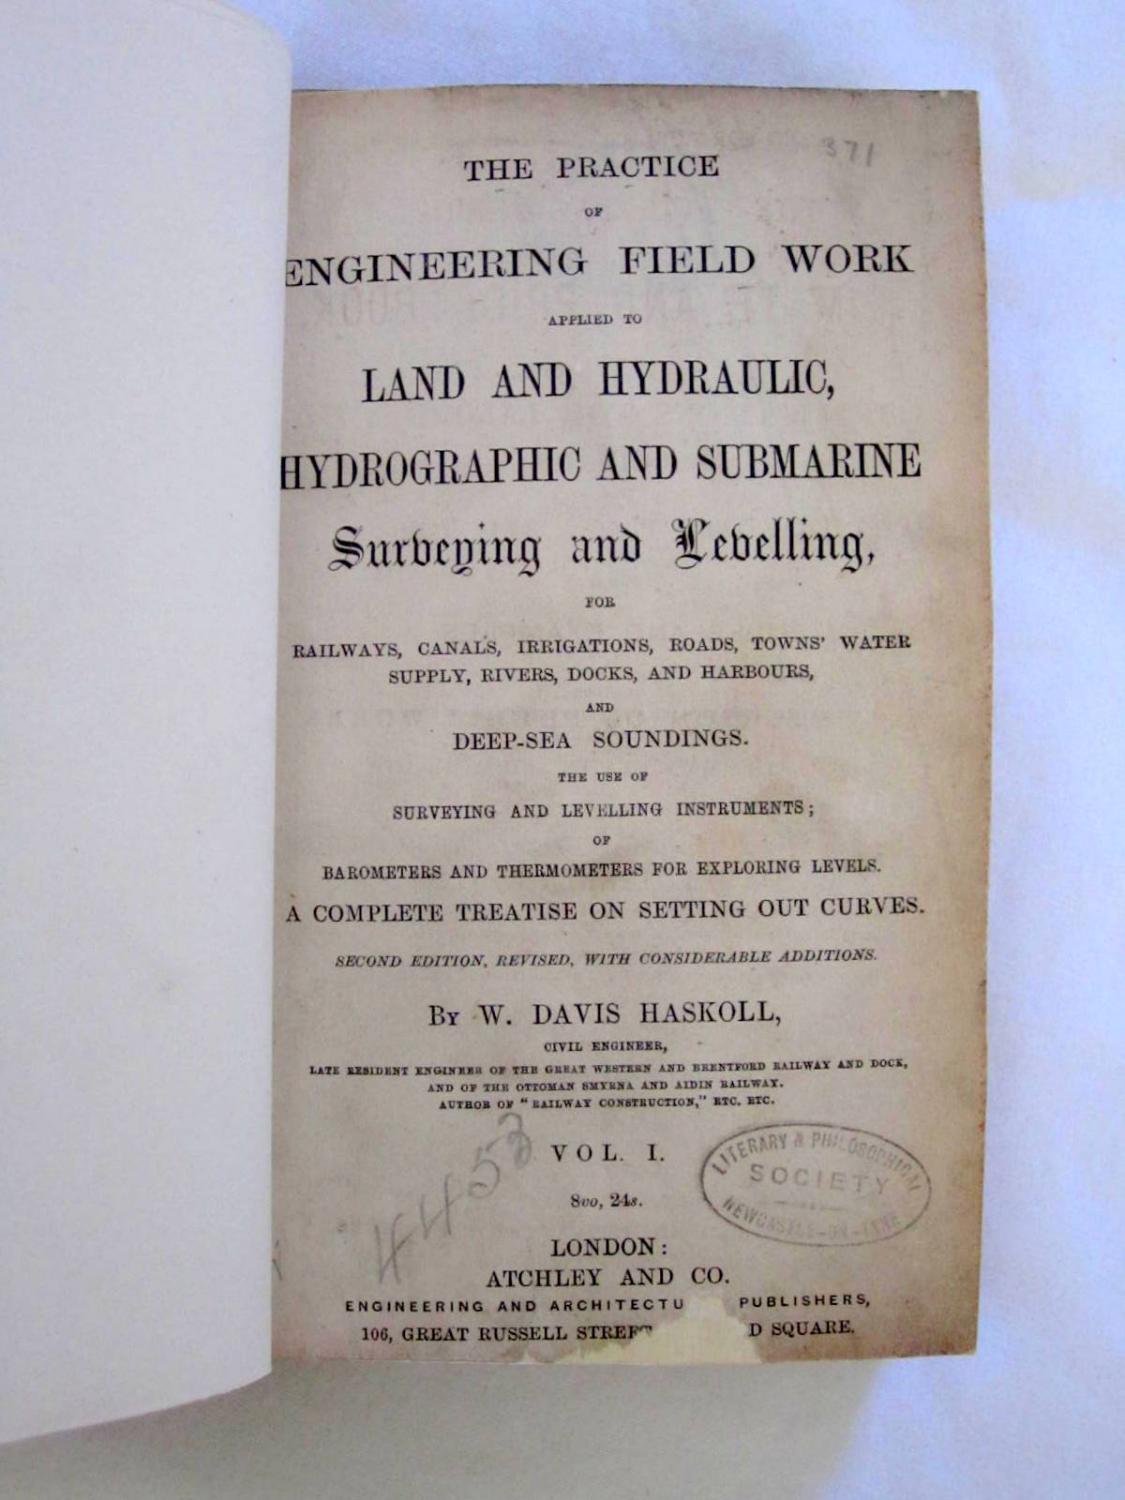 371
THE PRACTICE
OF
ENGINEERING FIELD WORK
APPLIED TO
LAND AND HYDRAULIC,
HYDROGRAPHIC AND SUBMARINE
Surveying and Levelling,
FOR
RAILWAYS, CANALS, IRRIGATIONS, ROADS, TOWNS' WATER
SUPPLY, RIVERS, DOCKS, AND HARBOURS,
AND
DEEP-SEA SOUNDINGS.
THE USE OF
SURVEYING AND LEVELLING INSTRUMENTS;
OF
BAROMETERS AND THERMOMETERS FOR EXPLORING LEVELS.
A COMPLETE TREATISE ON SETTING OUT CURVES.
SECOND EDITION, REVISED, WITH CONSIDERABLE ADDITIONS.
BY W. DAVIS HASKOLL,
CIVIL ENGINEER,
LATE RESIDENT ENGINEER OF THE GREAT WESTERN AND BRENTFORD RAILWAY AND DOCK,
AND OF THE OTTOMAN SMYRNA AND AIDIN RAILWAY.
AUTHOR OF "RAILWAY CONSTRUCTION," ETC. ETC.
VOL. I.
4453
LITERARY & PHILOSOPHICAL
SOCIETY
NEWCASTLE-ON-TYNE
8vo, 24s.
LONDON:
ATCHLEY AND CO.
ENGINEERING AND ARCHITECTU PUBLISHERS,
106, GREAT RUSSELL STREET D SQUARE.